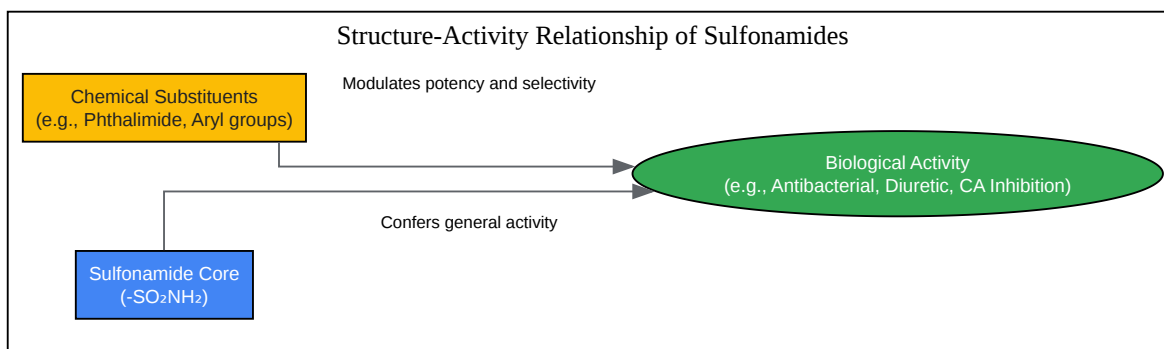 Structure-Activity Relationship of Sulfonamides
Chemical Substituents
(e.g., Phthalimide, Aryl groups)
Modulates potency and selectivity
Biological Activity
(e.g., Antibacterial, Diuretic, CA Inhibition)
Confers general activity
Sulfonamide Core
(-SO₂NH₂)